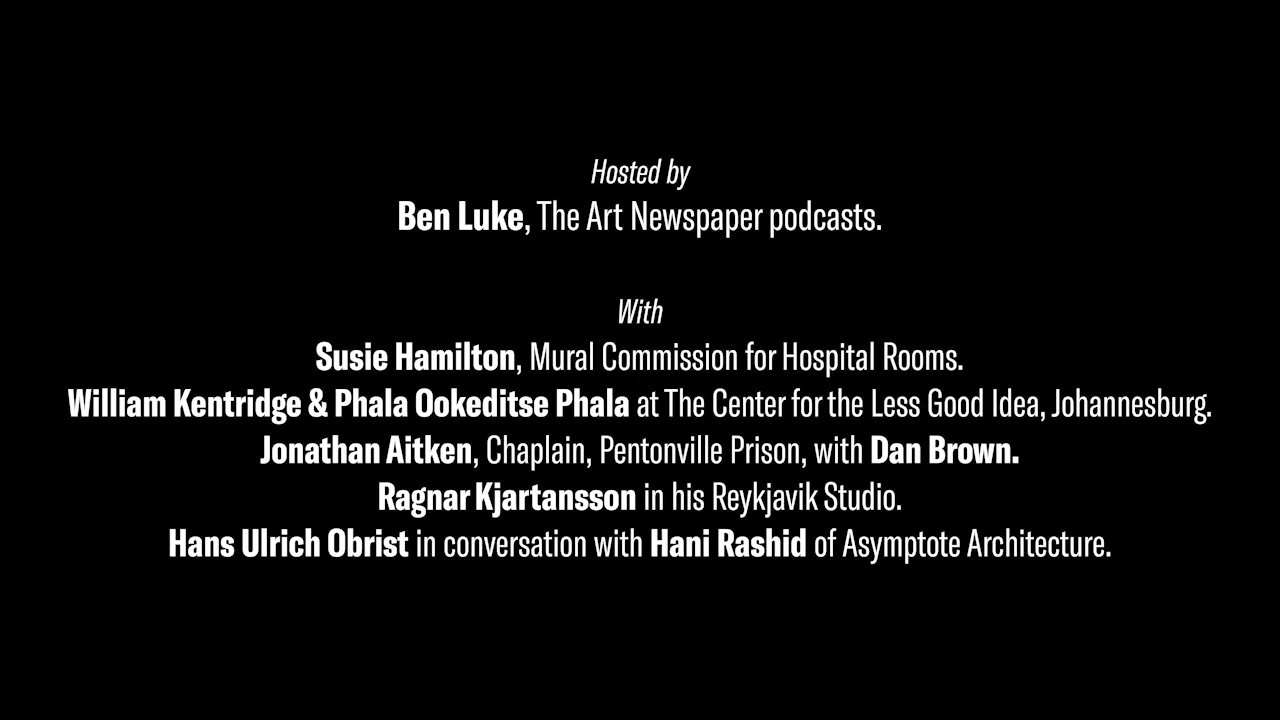 Hosted by
Ben Luke, The Art Newspaper podcasts.
With
Susie Hamilton, Mural Commission for Hospital Rooms.
William Kentridge & Phala Ookeditse Phala at The Center for the Less Good Idea, Johannesburg.
Jonathan Aitken, Chaplain, Pentonville Prison, with Dan Brown.
Ragnar Kjartansson in his Reykjavik Studio.
Hans Ulrich Obrist in conversation with Hani Rashid of Asymptote Architecture.